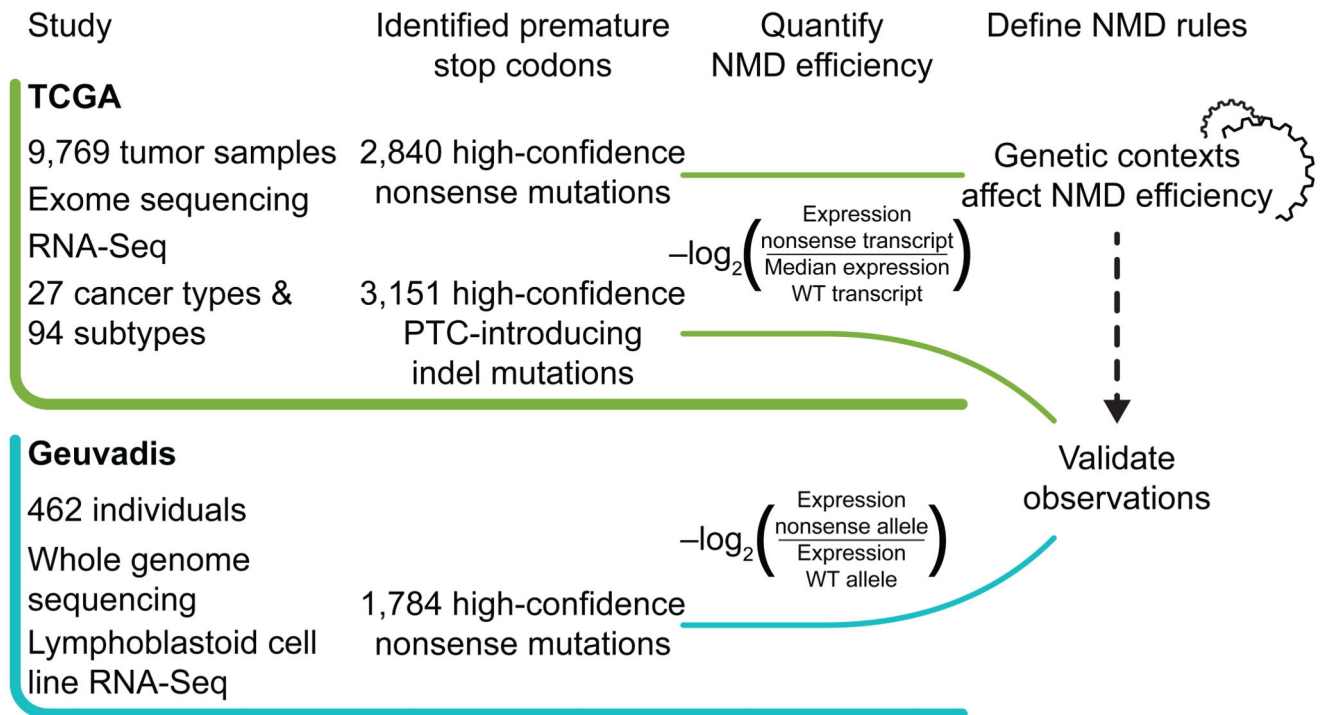 Study
Identified premature
stop codons
Quantify
NMD efficiency
Define NMD rules
TCGA
9,769 tumor samples
Exome sequencing
RNA-Seq
27 cancer types &
94 subtypes
2,840 high-confidence
nonsense mutations
3,151 high-confidence
PTC-introducing
indel mutations
–log₂(
Expression
nonsense transcript
Median expression
WT transcript
)
Genetic contexts
affect NMD efficiency
Validate
observations
Geuvadis
462 individuals
Whole genome
sequencing
Lymphoblastoid cell
line RNA-Seq
1,784 high-confidence
nonsense mutations
–log₂(
Expression
nonsense allele
Expression
WT allele
)